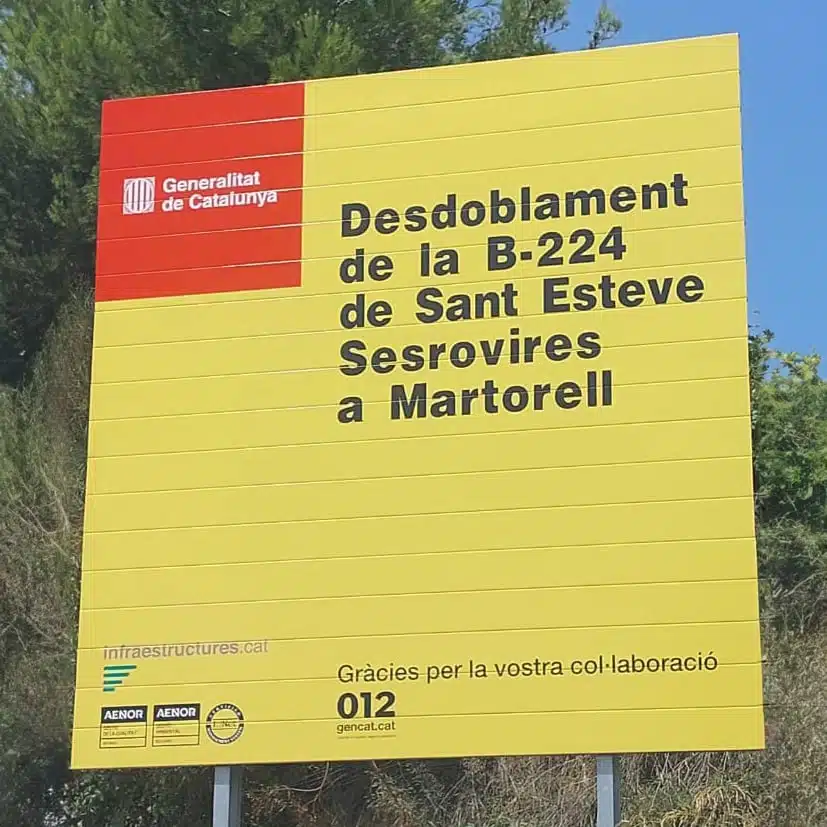 Generalitat
de Catalunya
Desdoblament
de la B-224
de Sant Esteve
Sesrovires
a Martorell
infraestructures.cat
Gràcies per la vostra col·laboració
012
gencat.cat
AENOR
AENOR